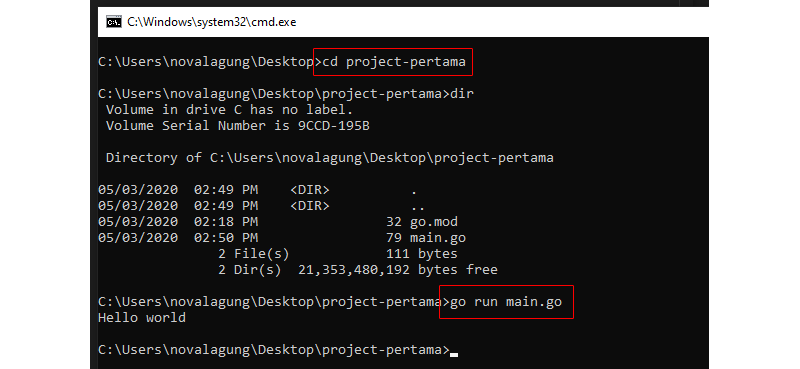 C:\Windows\system32\cmd.exe
C:\Users\novalagung\Desktop>cd project-pertama
C:\Users\novalagung\Desktop\project-pertama>dir
Volume in drive C has no label.
Volume Serial Number is 9CCD-195B
Directory of C:\Users\novalagung\Desktop\project-pertama
05/03/2020  02:49 PM    <DIR>          .
05/03/2020  02:49 PM    <DIR>          ..
05/03/2020  02:18 PM                32 go.mod
05/03/2020  02:50 PM                79 main.go
2 File(s)            111 bytes
2 Dir(s)  21,353,480,192 bytes free
C:\Users\novalagung\Desktop\project-pertama>go run main.go
Hello world
C:\Users\novalagung\Desktop\project-pertama>